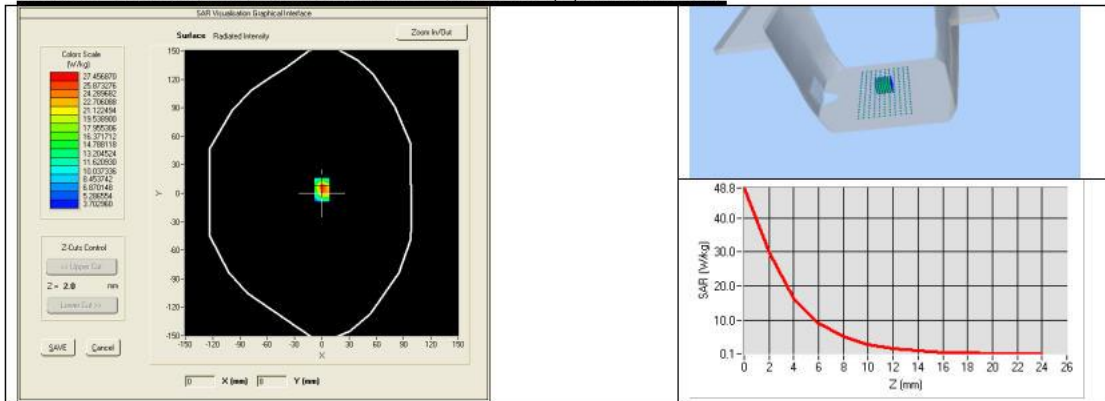 SAR Visualisation Graphical Interface
Surface Radiated Intensity
Zoom In/Out
Colors Scale
(W/kg)
27.456870
25.873276
24.289682
22.706088
21.122494
19.538900
17.955306
16.371712
14.788118
13.204524
11.620930
10.037336
8.453742
6.870148
5.286554
3.702960
Z-Cuts Control
<< Upper Cut
Z = 2.0 mm
Lower Cut >>
SAVE Cancel
150
120
90
60
30
0
-30
-60
-90
-120
-150
Y
-150 -120 -90 -60 -30 0 30 60 90 120 150
X
0 X (mm) 0 Y (mm)
48.8
40.0
30.0
20.0
10.0
0.1
SAR (W/kg)
0 2 4 6 8 10 12 14 16 18 20 22 24 26
Z (mm)